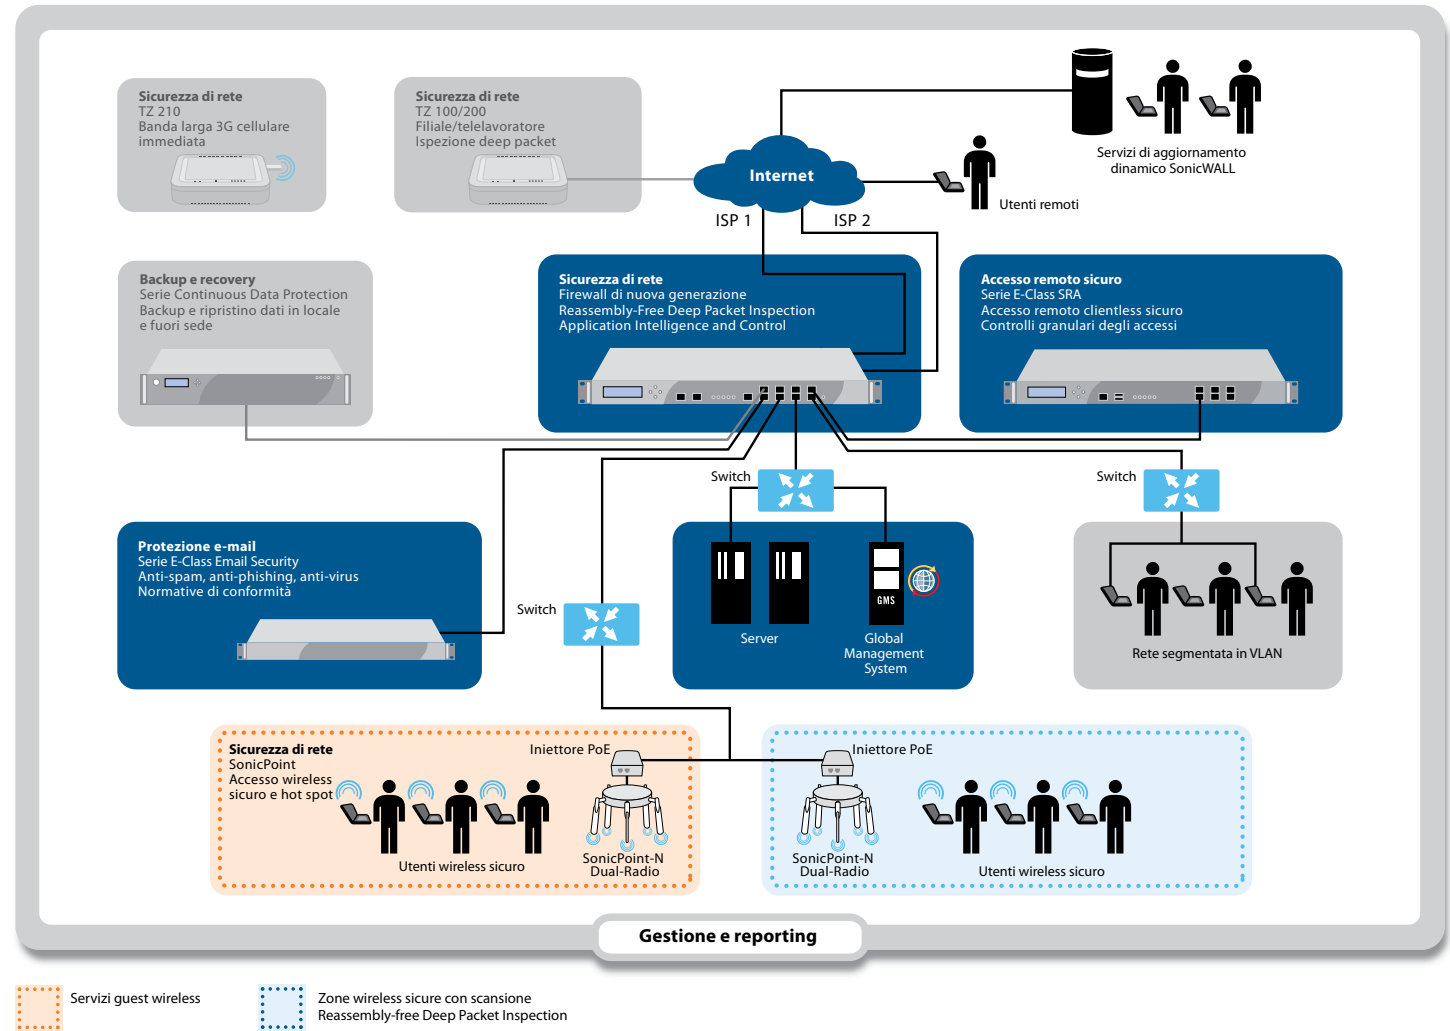 Sicurezza di rete
TZ 210
Banda larga 3G cellulare
immediata
Sicurezza di rete
TZ 100/200
Filiale/telelavoratore
Ispezione deep packet
Internet
Servizi di aggiornamento
dinamico SonicWALL
Utenti remoti
ISP 1
ISP 2
Backup e recovery
Serie Continuous Data Protection
Backup e ripristino dati in locale
e fuori sede
Sicurezza di rete
Firewall di nuova generazione
Reassembly-Free Deep Packet Inspection
Application Intelligence and Control
Accesso remoto sicuro
Serie E-Class SRA
Accesso remoto clientless sicuro
Controlli granulari degli accessi
Switch
Switch
Protezione e-mail
Serie E-Class Email Security
Anti-spam, anti-phishing, anti-virus
Normative di conformità
Switch
GMS
Server
Global
Management
System
Rete segmentata in VLAN
Sicurezza di rete
SonicPoint
Accesso wireless
sicuro e hot spot
Iniettore PoE
Utenti wireless sicuro
SonicPoint-N
Dual-Radio
Iniettore PoE
SonicPoint-N
Dual-Radio
Utenti wireless sicuro
Gestione e reporting
Servizi guest wireless
Zone wireless sicure con scansione
Reassembly-free Deep Packet Inspection